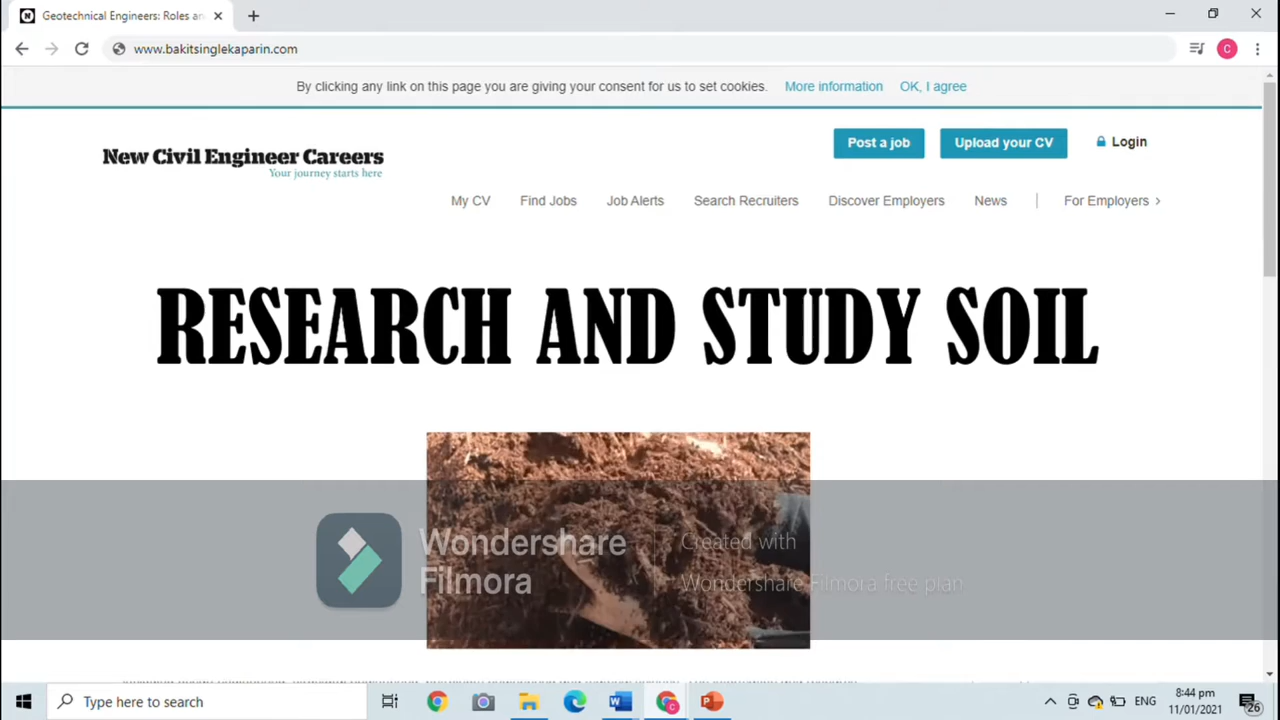 Geotechnical Engineers: Roles an
www.bakitsinglekaparin.com
C
By clicking any link on this page you are giving your consent for us to set cookies. More information OK, I agree
New Civil Engineer Careers
Your journey starts here
Post a job Upload your CV Login
My CV Find Jobs Job Alerts Search Recruiters Discover Employers News For Employers
RESEARCH AND STUDY SOIL
Wondershare
Filmora
Created with
Wondershare Filmora free plan
Type here to search
ENG
8:44 pm
11/01/2021
26